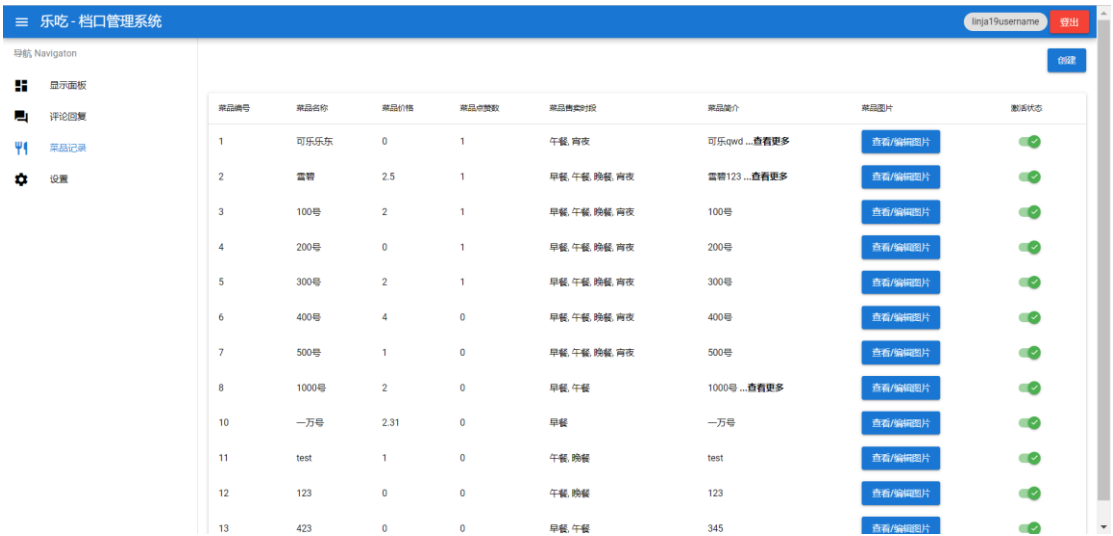 乐吃 - 档口管理系统 linja19username 登出
导航 Navigaton
创建
显示面板
评论回复
菜品记录
设置
菜品编号 菜品名称 菜品价格 菜品点赞数 菜品售卖时段 菜品简介 菜品图片 激活状态
1 可乐乐东 0 1 午餐, 宵夜 可乐qwd ...查看更多 查看/编辑图片
2 雪碧 2.5 1 早餐, 午餐, 晚餐, 宵夜 雪碧123 ...查看更多 查看/编辑图片
3 100号 2 1 早餐, 午餐, 晚餐, 宵夜 100号 查看/编辑图片
4 200号 0 1 早餐, 午餐, 晚餐, 宵夜 200号 查看/编辑图片
5 300号 2 1 早餐, 午餐, 晚餐, 宵夜 300号 查看/编辑图片
6 400号 4 0 早餐, 午餐, 晚餐, 宵夜 400号 查看/编辑图片
7 500号 1 0 早餐, 午餐, 晚餐, 宵夜 500号 查看/编辑图片
8 1000号 2 0 早餐, 午餐 1000号 ...查看更多 查看/编辑图片
10 一万号 2.31 0 早餐 一万号 查看/编辑图片
11 test 1 0 午餐, 晚餐 test 查看/编辑图片
12 123 0 0 午餐, 晚餐 123 查看/编辑图片
13 423 0 0 早餐, 午餐 345 查看/编辑图片